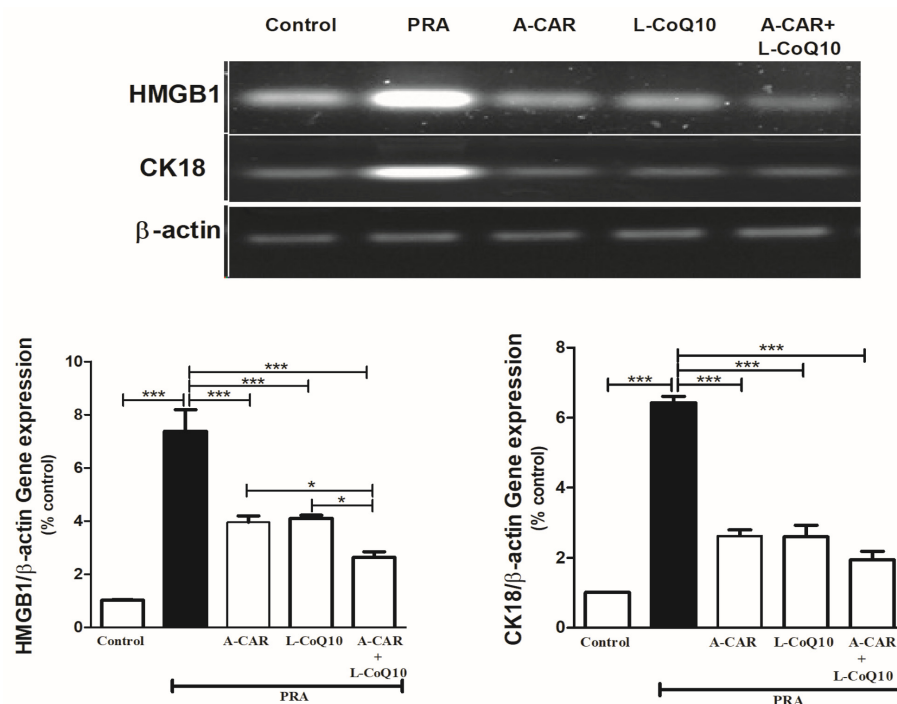 Control PRA A-CAR L-CoQ10 A-CAR+
L-CoQ10
HMGB1
CK18
β-actin
HMGB1/β-actin Gene expression
(% control)
10
8
6
4
2
0
***
***
***
***
*
*
Control
A-CAR
L-CoQ10
A-CAR
+
L-CoQ10
PRA
CK18/β-actin Gene expression
(% control)
8
6
4
2
0
***
***
***
***
Control
A-CAR
L-CoQ10
A-CAR
+
L-CoQ10
PRA